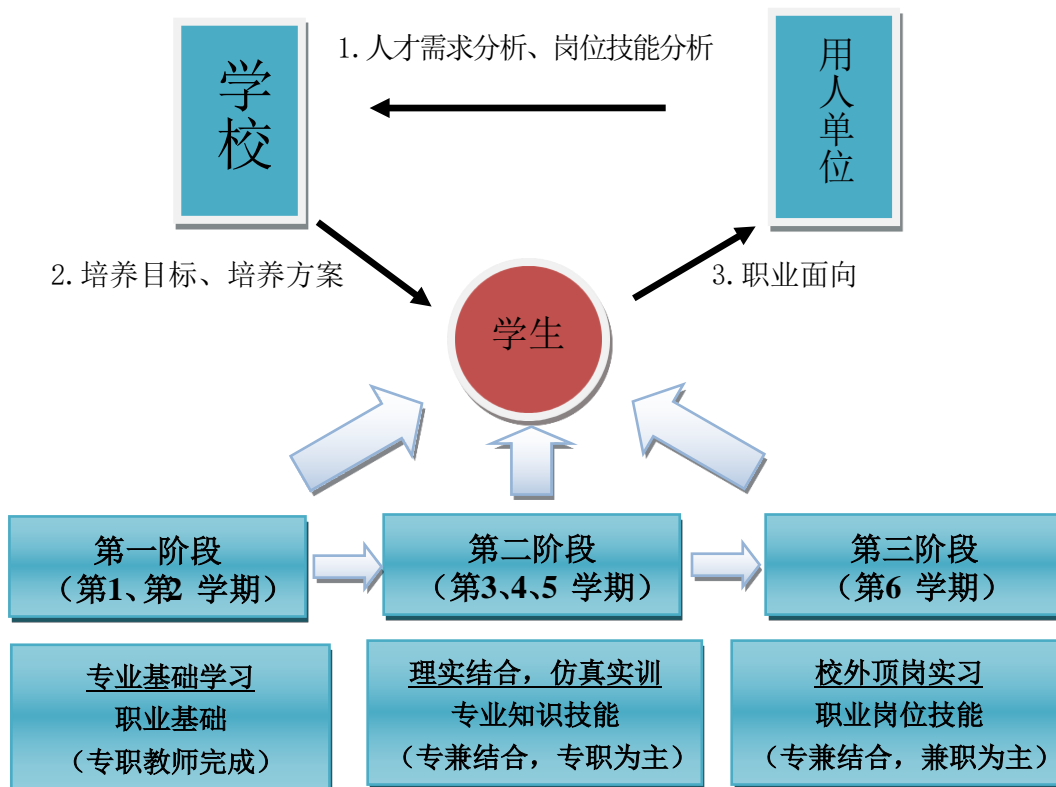 1.人才需求分析、岗位技能分析
学校
用人单位
2.培养目标、培养方案
3.职业面向
学生
第一阶段
（第1、第2 学期）
第二阶段
（第3、4、5 学期）
第三阶段
（第6 学期）
专业基础学习
职业基础
（专职教师完成）
理实结合，仿真实训
专业知识技能
（专兼结合，专职为主）
校外顶岗实习
职业岗位技能
（专兼结合，兼职为主）